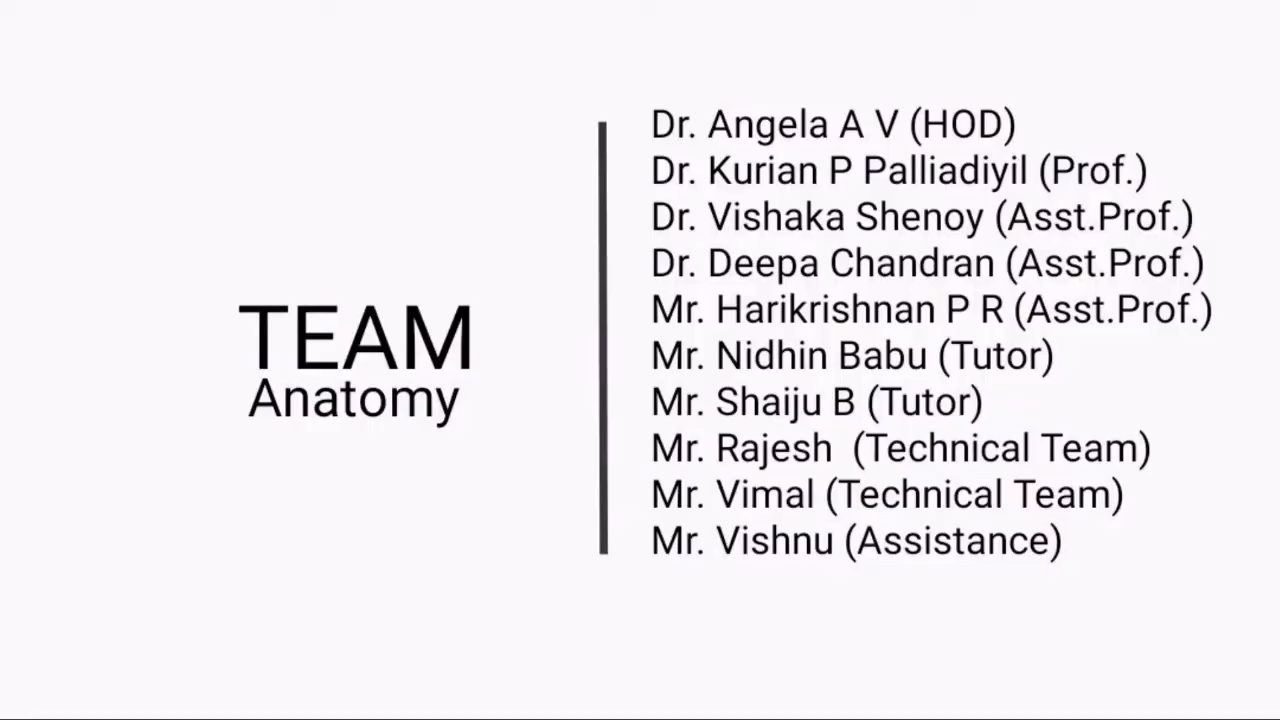 TEAM
Anatomy
Dr. Angela A V (HOD)
Dr. Kurian P Palliadiyil (Prof.)
Dr. Vishaka Shenoy (Asst.Prof.)
Dr. Deepa Chandran (Asst.Prof.)
Mr. Harikrishnan P R (Asst.Prof.)
Mr. Nidhin Babu (Tutor)
Mr. Shaiju B (Tutor)
Mr. Rajesh  (Technical Team)
Mr. Vimal (Technical Team)
Mr. Vishnu (Assistance)